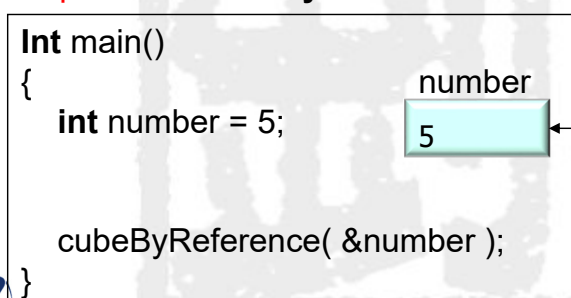 Int main()
{
number
int number = 5;
5
cubeByReference( &number );
}